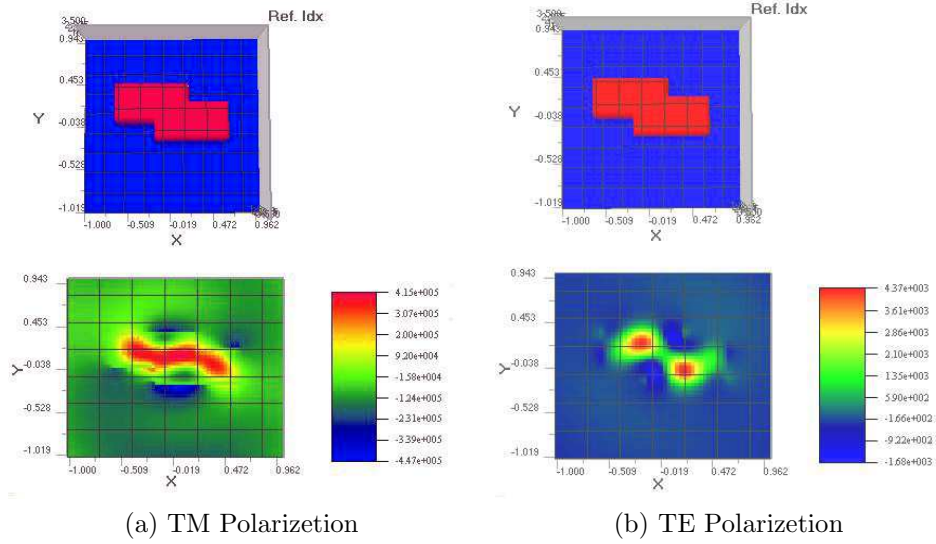 Ref. Idx
3.500
0.943
0.453
Y
-0.038
-0.528
-1.019
-1.000 -0.509 -0.019 0.472 0.962
X
Ref. Idx
3.500
0.943
0.453
Y
-0.038
-0.528
-1.019
-1.000 -0.509 -0.019 0.472 0.962
X
0.943
0.453
Y
-0.038
-0.528
-1.019
-1.000 -0.509 -0.019 0.472 0.962
X
4.15e+005
3.07e+005
2.00e+005
9.20e+004
-1.58e+004
-1.24e+005
-2.31e+005
-3.39e+005
-4.47e+005
0.943
0.453
Y
-0.038
-0.528
-1.019
-1.000 -0.509 -0.019 0.472 0.962
X
4.37e+003
3.61e+003
2.86e+003
2.10e+003
1.35e+003
5.90e+002
-1.66e+002
-9.22e+002
-1.68e+003
(a) TM Polarizetion
(b) TE Polarizetion